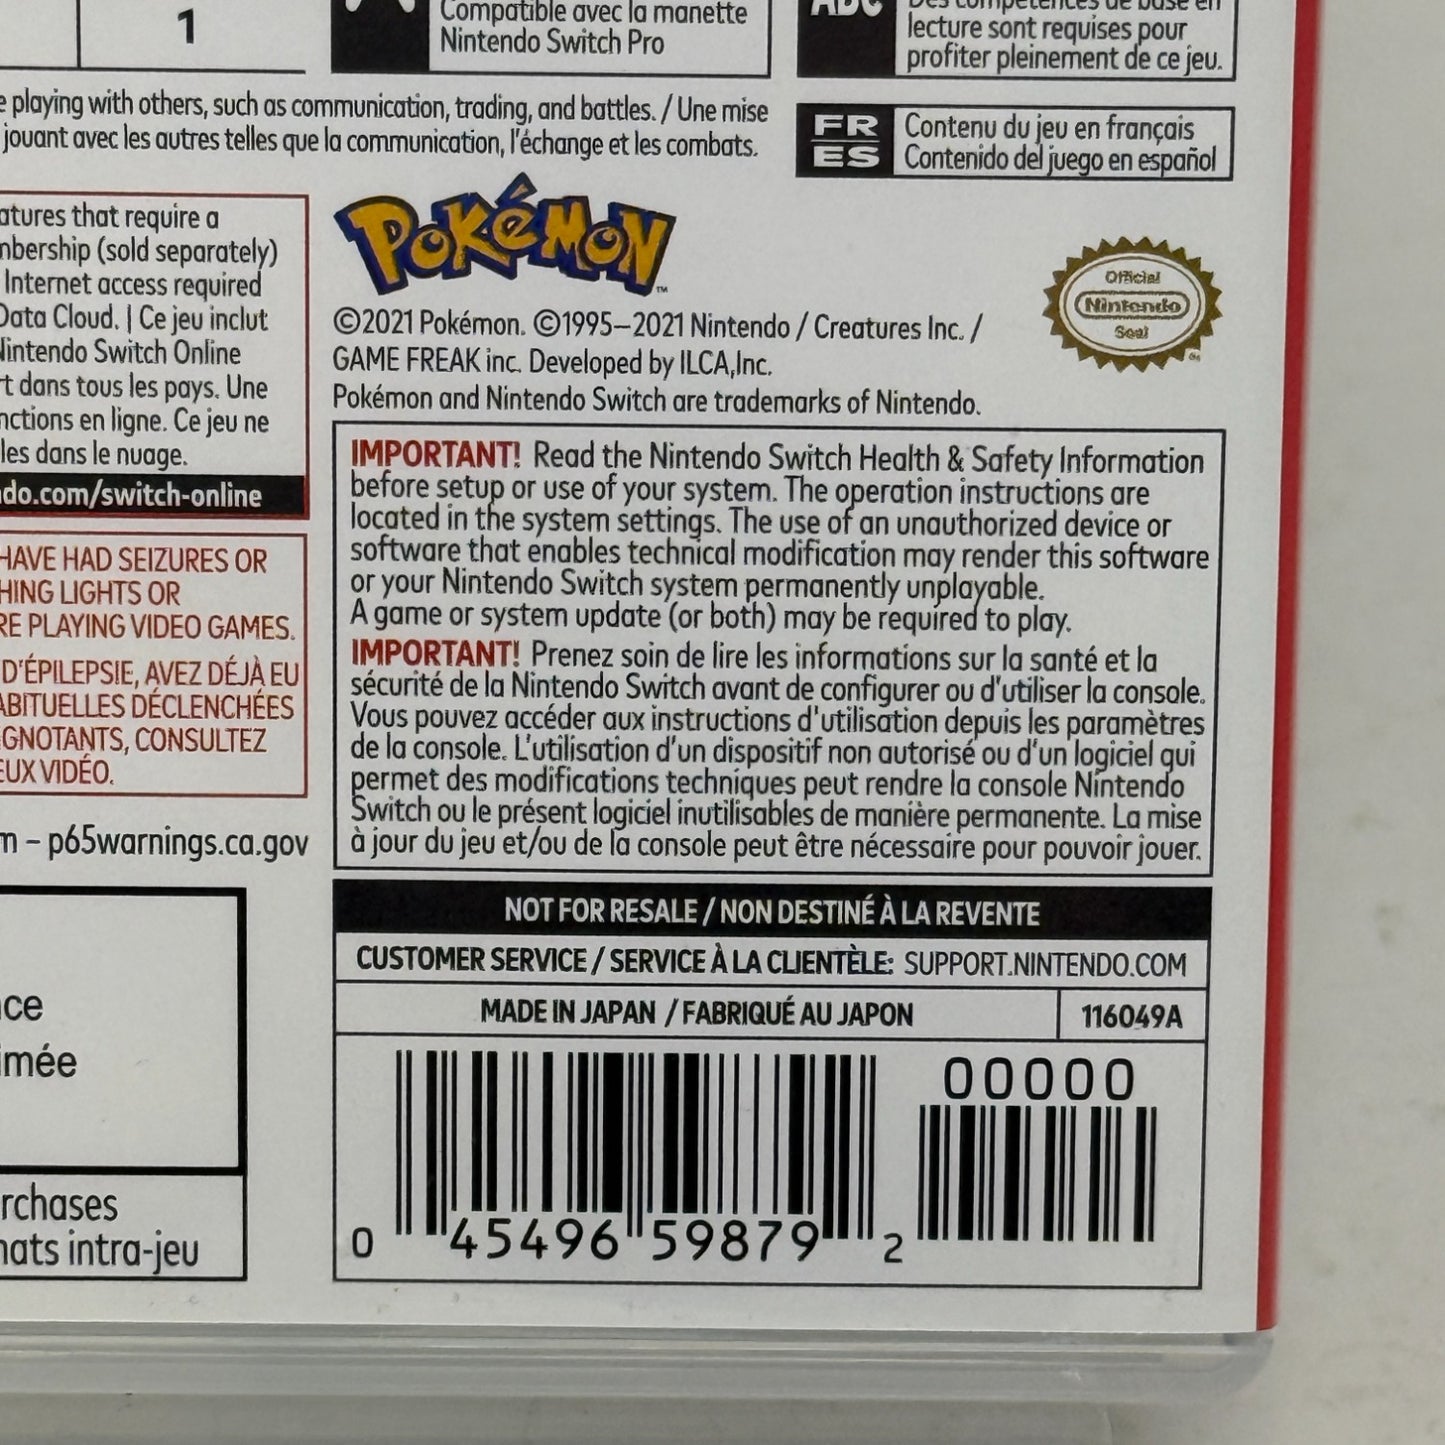 1
Compatible avec la manette
Nintendo Switch Pro
ABC
Des compétences de base en
lecture sont requises pour
profiter pleinement de ce jeu.
FR
ES
Contenu du jeu en français
Contenido del juego en español
playing with others, such as communication, trading, and battles. / Une mise
jouant avec les autres telles que la communication, l'échange et les combats.
atures that require a
mbership (sold separately)
Internet access required
Data Cloud. | Ce jeu inclut
Nintendo Switch Online
rt dans tous les pays. Une
nctions en ligne. Ce jeu ne
les dans le nuage.
do.com/switch-online
HAVE HAD SEIZURES OR
HING LIGHTS OR
RE PLAYING VIDEO GAMES.
D'ÉPILEPSIE, AVEZ DÉJÀ EU
ABITUELLES DÉCLENCHÉES
GNOTANTS, CONSULTEZ
EUX VIDÉO.
m – p65warnings.ca.gov
ce
imée
rchases
hats intra-jeu
POKéMON™
Official
Nintendo
Seal
©2021 Pokémon. ©1995–2021 Nintendo / Creatures Inc. /
GAME FREAK inc. Developed by ILCA,Inc.
Pokémon and Nintendo Switch are trademarks of Nintendo.
IMPORTANT! Read the Nintendo Switch Health & Safety Information
before setup or use of your system. The operation instructions are
located in the system settings. The use of an unauthorized device or
software that enables technical modification may render this software
or your Nintendo Switch system permanently unplayable.
A game or system update (or both) may be required to play.
IMPORTANT! Prenez soin de lire les informations sur la santé et la
sécurité de la Nintendo Switch avant de configurer ou d'utiliser la console.
Vous pouvez accéder aux instructions d'utilisation depuis les paramètres
de la console. L'utilisation d'un dispositif non autorisé ou d'un logiciel qui
permet des modifications techniques peut rendre la console Nintendo
Switch ou le présent logiciel inutilisables de manière permanente. La mise
à jour du jeu et/ou de la console peut être nécessaire pour pouvoir jouer.
NOT FOR RESALE / NON DESTINÉ À LA REVENTE
CUSTOMER SERVICE / SERVICE À LA CLIENTÈLE: SUPPORT.NINTENDO.COM
MADE IN JAPAN / FABRIQUÉ AU JAPON
116049A
00000
0 45496 59879 2